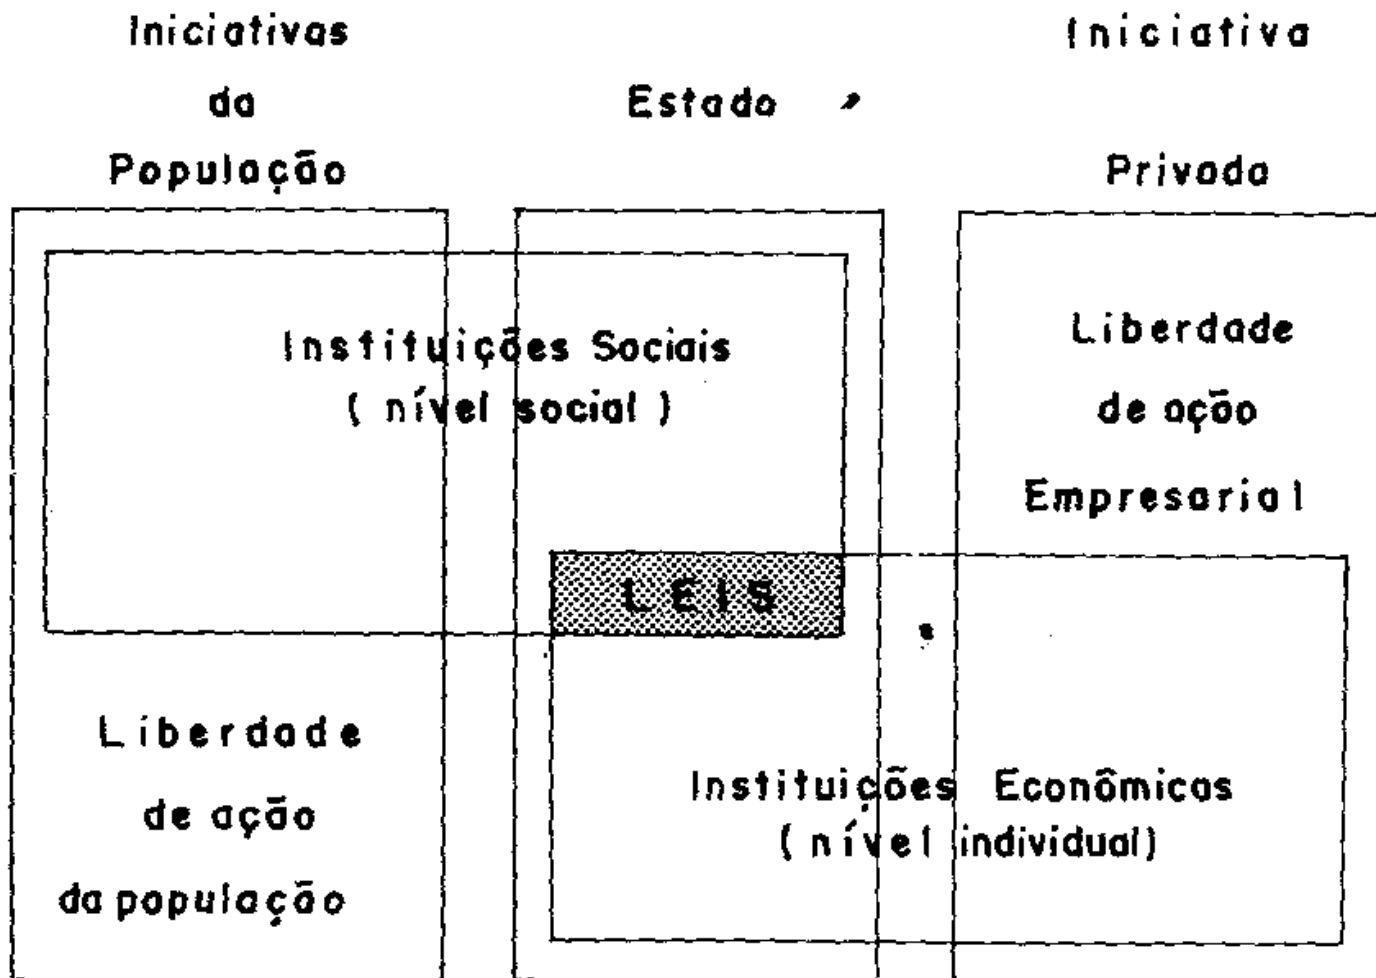 Iniciativas
da
População
Estado
Iniciativa
Privada
Instituições Sociais
( nível social )
Liberdade
de ação
Empresarial
LEIS
Liberdade
de ação
da população
Instituições Econômicas
( nível individual)